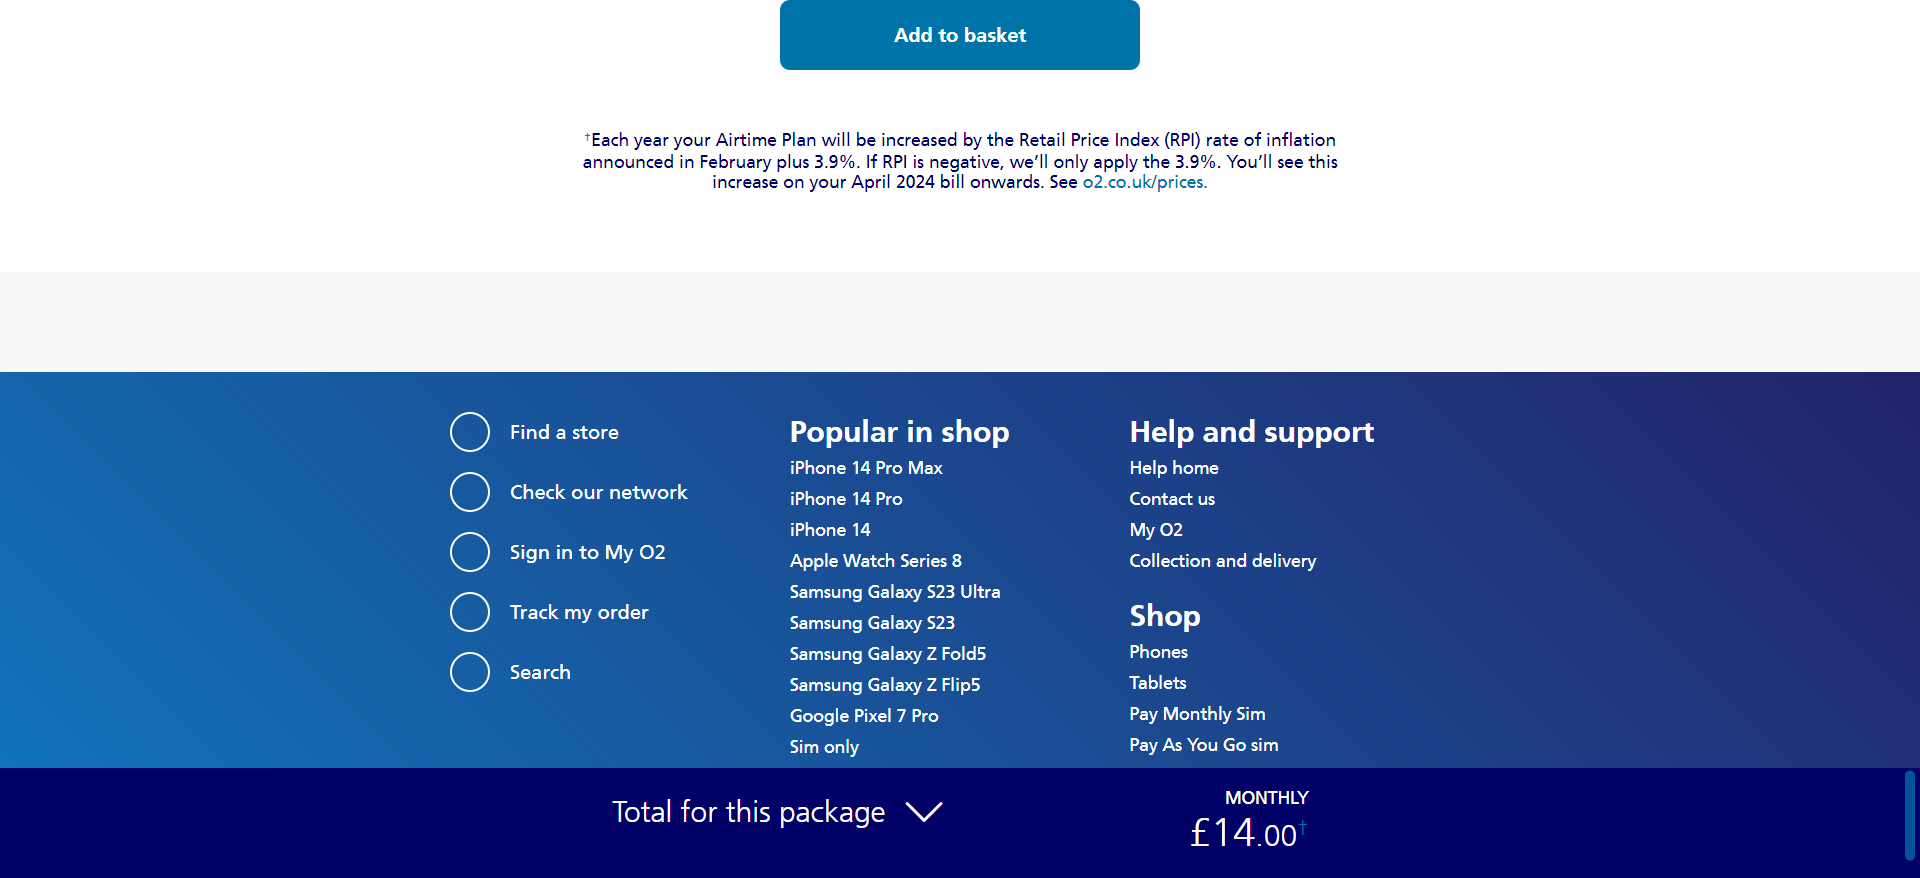 Add to basket
†Each year your Airtime Plan will be increased by the Retail Price Index (RPI) rate of inflation
announced in February plus 3.9%. If RPI is negative, we’ll only apply the 3.9%. You’ll see this
increase on your April 2024 bill onwards. See o2.co.uk/prices.
Find a store
Check our network
Sign in to My O2
Track my order
Search
Popular in shop
iPhone 14 Pro Max
iPhone 14 Pro
iPhone 14
Apple Watch Series 8
Samsung Galaxy S23 Ultra
Samsung Galaxy S23
Samsung Galaxy Z Fold5
Samsung Galaxy Z Flip5
Google Pixel 7 Pro
Sim only
Help and support
Help home
Contact us
My O2
Collection and delivery
Shop
Phones
Tablets
Pay Monthly Sim
Pay As You Go sim
Total for this package
MONTHLY
£14.00†